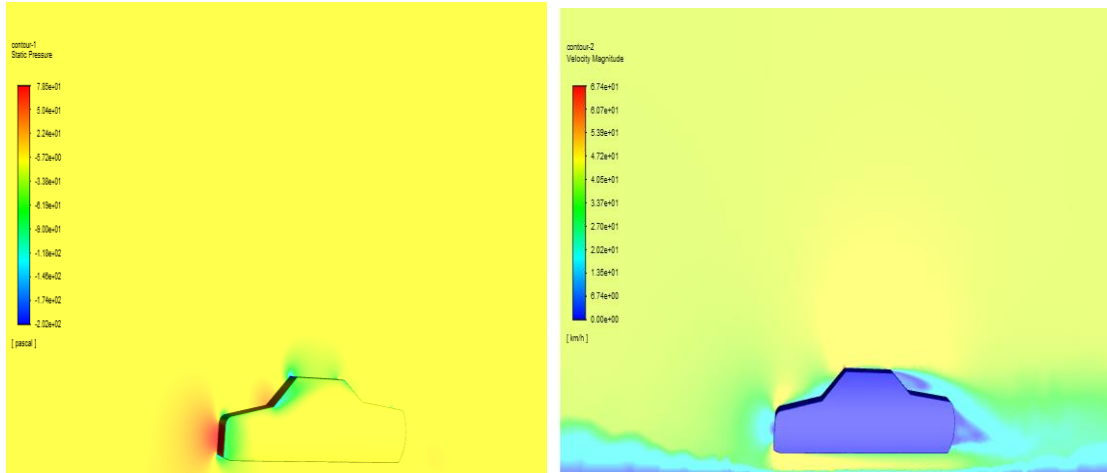 contour-1
Static Pressure
7.85e+01
5.04e+01
2.24e+01
-5.72e+00
-3.38e+01
-6.19e+01
-9.00e+01
-1.18e+02
-1.46e+02
-1.74e+02
-2.02e+02
[ pascal ]
contour-2
Velocity Magnitude
6.74e+01
6.07e+01
5.39e+01
4.72e+01
4.05e+01
3.37e+01
2.70e+01
2.02e+01
1.35e+01
6.74e+00
0.00e+00
[ km/h ]